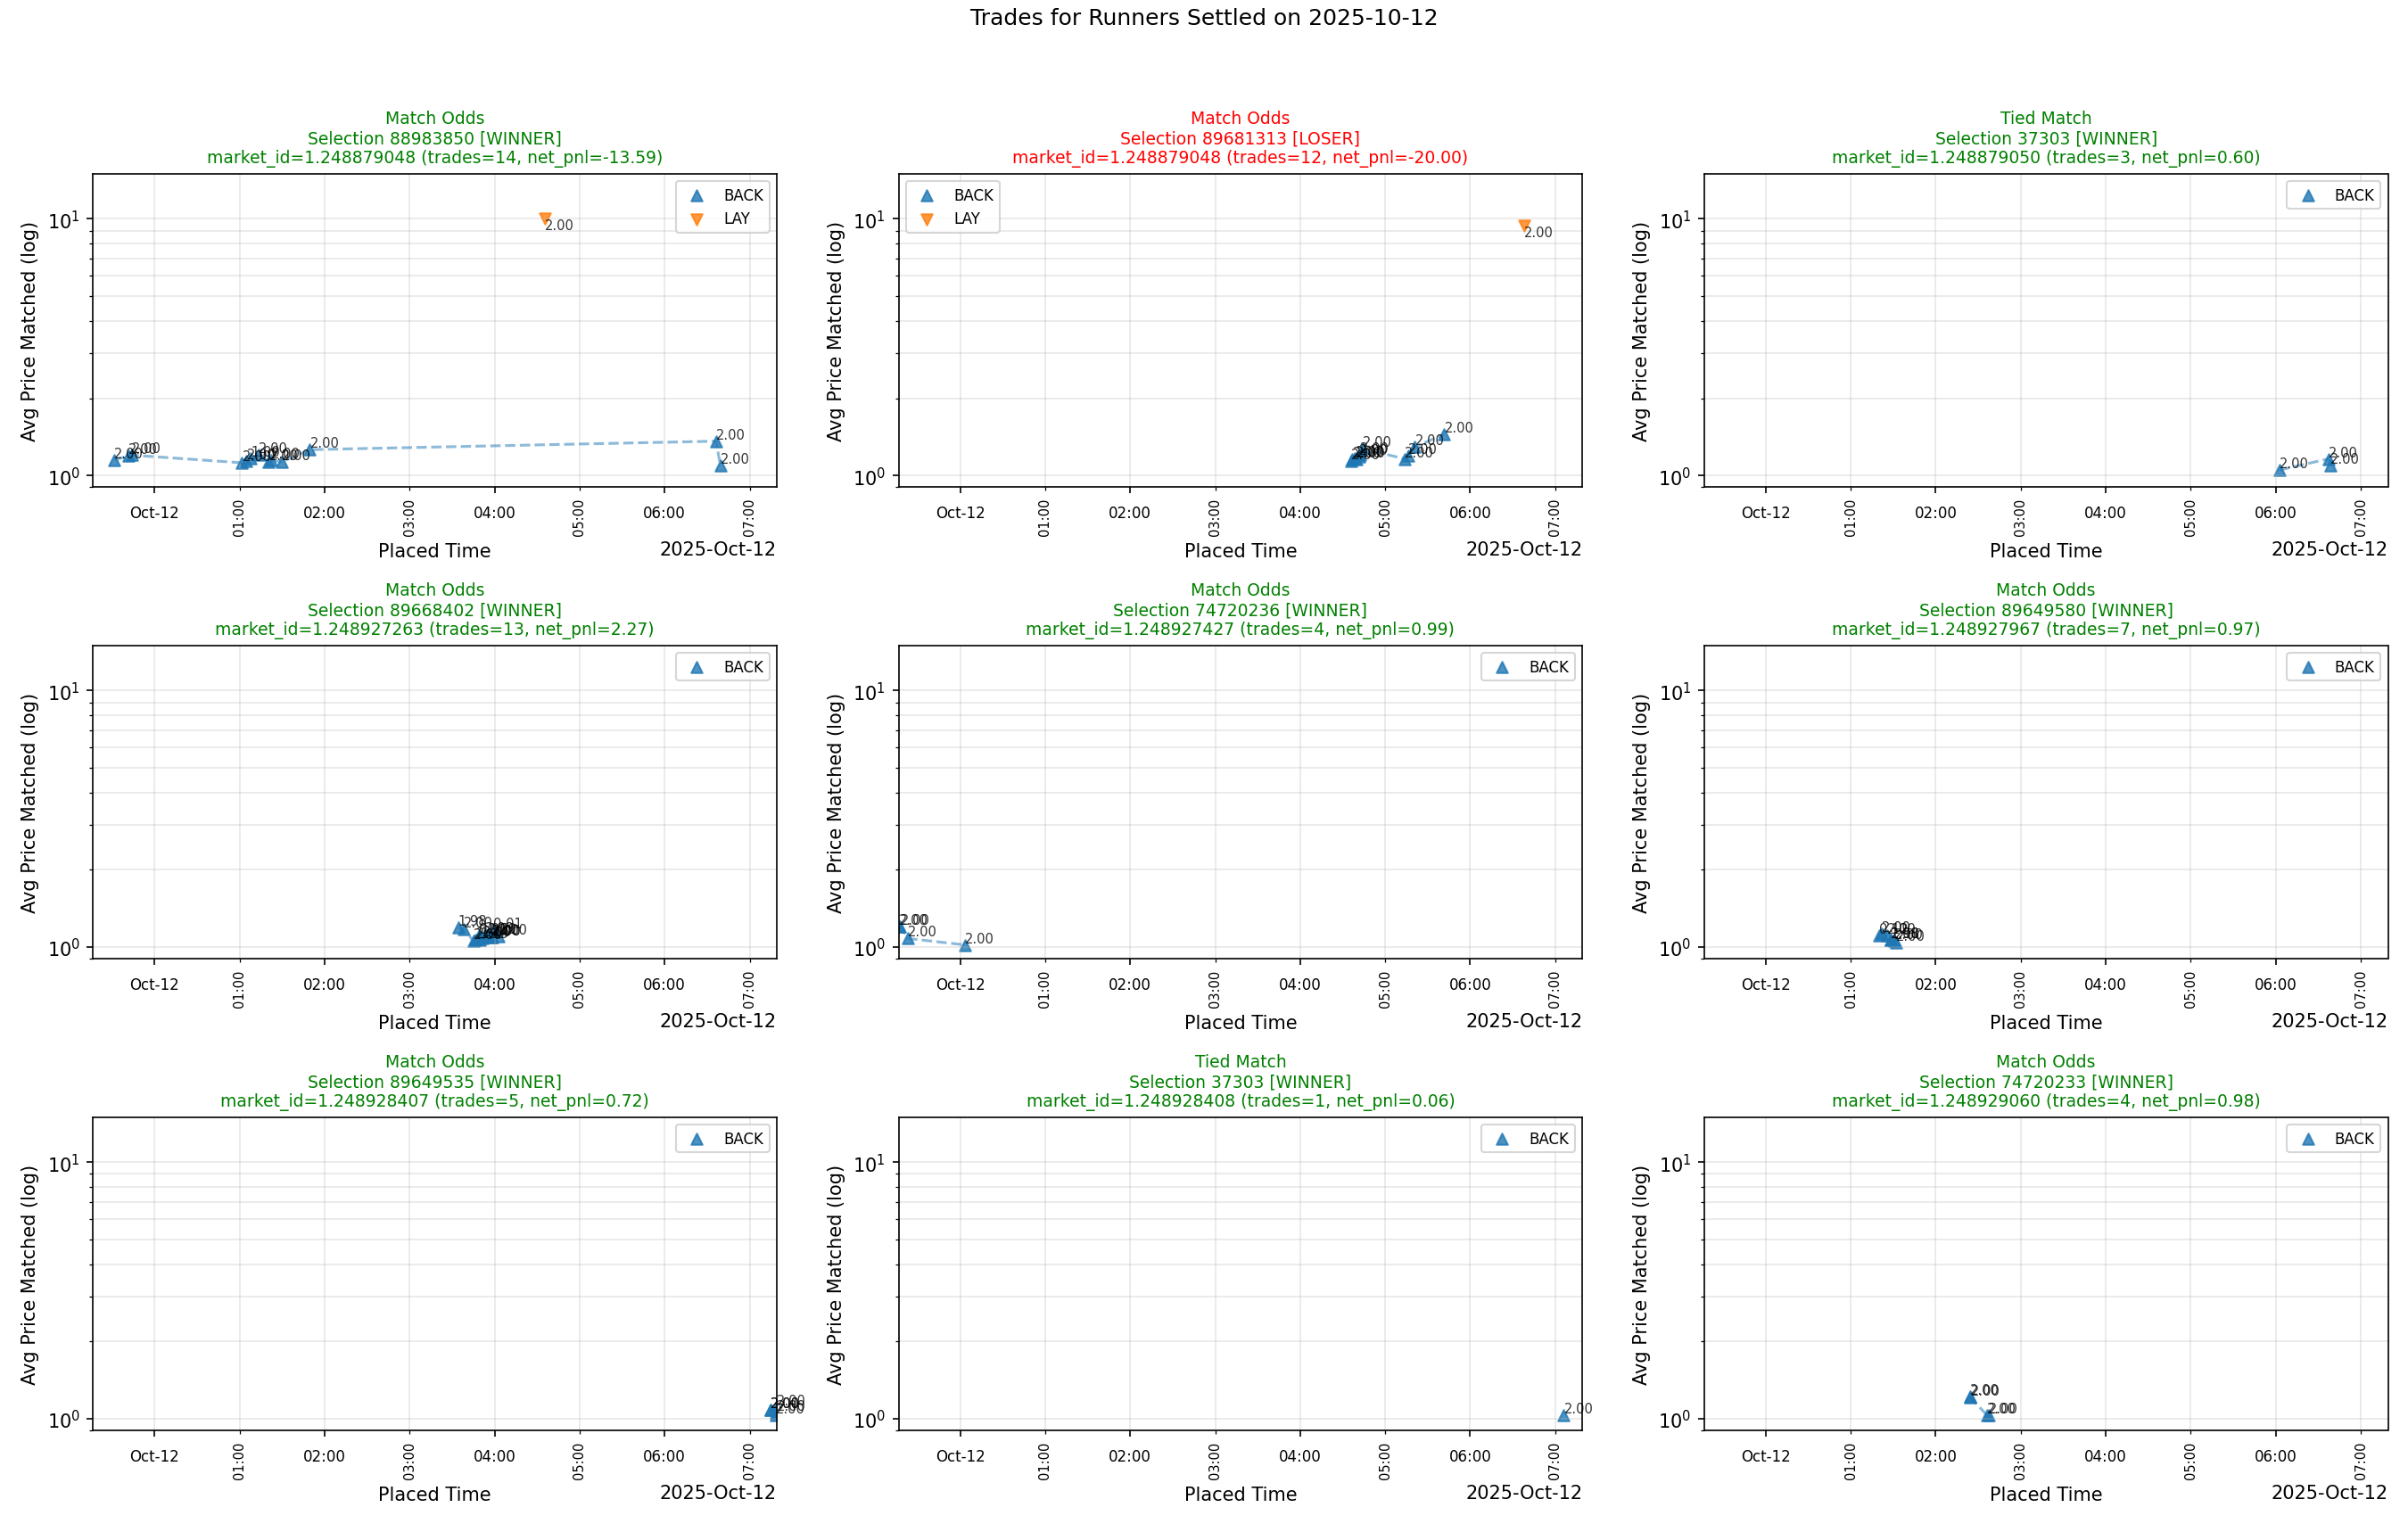 Trades for Runners Settled on 2025-10-12
Match Odds
Selection 88983850 [WINNER]
market_id=1.248879048 (trades=14, net_pnl=-13.59)
Avg Price Matched (log)
10¹
10⁰
BACK
LAY
2.00
2.00
2.00
2.00
2.00
Oct-12
01:00
02:00
03:00
04:00
05:00
06:00
07:00
Placed Time
2025-Oct-12
Match Odds
Selection 89681313 [LOSER]
market_id=1.248879048 (trades=12, net_pnl=-20.00)
Avg Price Matched (log)
10¹
10⁰
BACK
LAY
2.00
2.00
2.00
Oct-12
01:00
02:00
03:00
04:00
05:00
06:00
07:00
Placed Time
2025-Oct-12
Tied Match
Selection 37303 [WINNER]
market_id=1.248879050 (trades=3, net_pnl=0.60)
Avg Price Matched (log)
10¹
10⁰
BACK
2.00
2.00
2.00
Oct-12
01:00
02:00
03:00
04:00
05:00
06:00
07:00
Placed Time
2025-Oct-12
Match Odds
Selection 89668402 [WINNER]
market_id=1.248927263 (trades=13, net_pnl=2.27)
Avg Price Matched (log)
10¹
10⁰
BACK
1.98
Oct-12
01:00
02:00
03:00
04:00
05:00
06:00
07:00
Placed Time
2025-Oct-12
Match Odds
Selection 74720236 [WINNER]
market_id=1.248927427 (trades=4, net_pnl=0.99)
Avg Price Matched (log)
10¹
10⁰
BACK
2.00
2.00
2.00
Oct-12
01:00
02:00
03:00
04:00
05:00
06:00
07:00
Placed Time
2025-Oct-12
Match Odds
Selection 89649580 [WINNER]
market_id=1.248927967 (trades=7, net_pnl=0.97)
Avg Price Matched (log)
10¹
10⁰
BACK
2.00
Oct-12
01:00
02:00
03:00
04:00
05:00
06:00
07:00
Placed Time
2025-Oct-12
Match Odds
Selection 89649535 [WINNER]
market_id=1.248928407 (trades=5, net_pnl=0.72)
Avg Price Matched (log)
10¹
10⁰
BACK
2.00
2.00
Oct-12
01:00
02:00
03:00
04:00
05:00
06:00
07:00
Placed Time
2025-Oct-12
Tied Match
Selection 37303 [WINNER]
market_id=1.248928408 (trades=1, net_pnl=0.06)
Avg Price Matched (log)
10¹
10⁰
BACK
2.00
Oct-12
01:00
02:00
03:00
04:00
05:00
06:00
07:00
Placed Time
2025-Oct-12
Match Odds
Selection 74720233 [WINNER]
market_id=1.248929060 (trades=4, net_pnl=0.98)
Avg Price Matched (log)
10¹
10⁰
BACK
2.00
2.00
Oct-12
01:00
02:00
03:00
04:00
05:00
06:00
07:00
Placed Time
2025-Oct-12